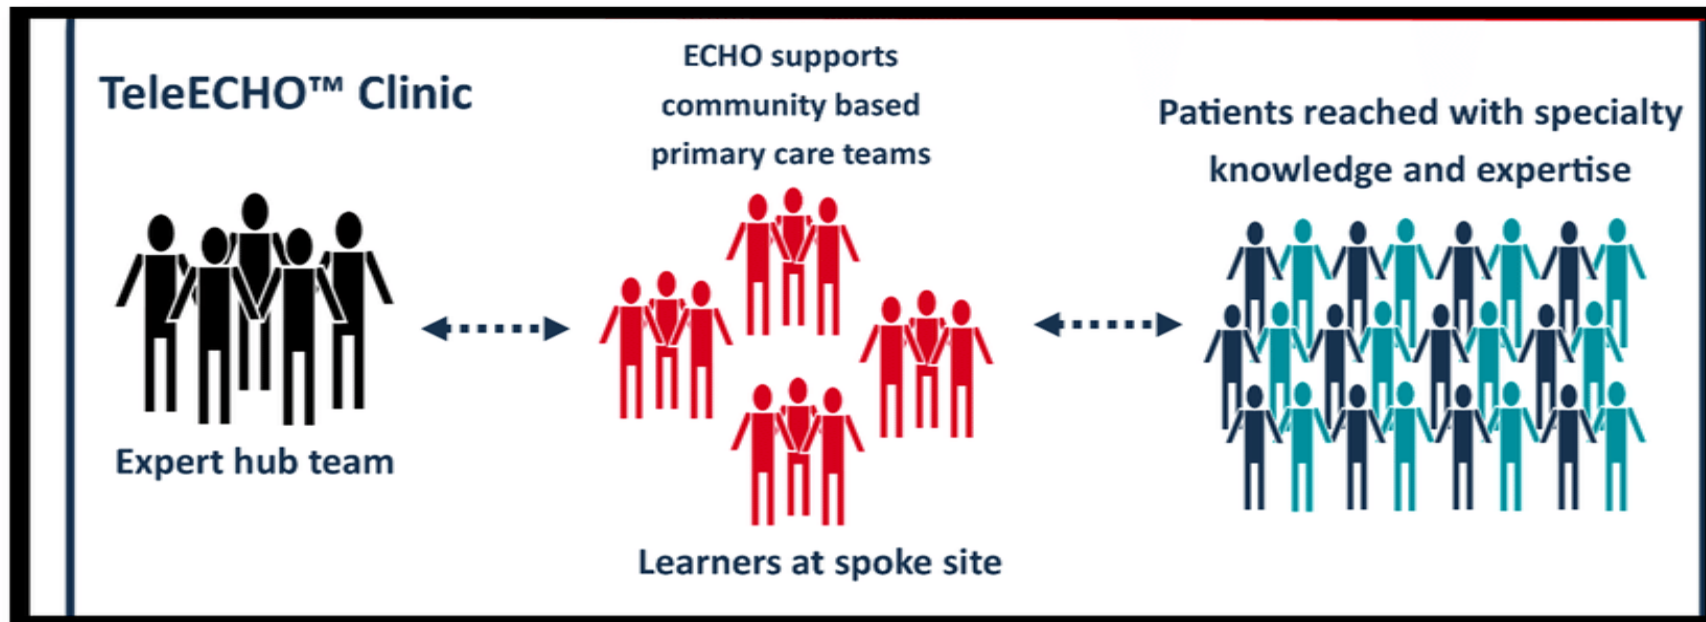 TeleECHO™ Clinic
Expert hub team
ECHO supports
community based
primary care teams
Learners at spoke site
Patients reached with specialty
knowledge and expertise